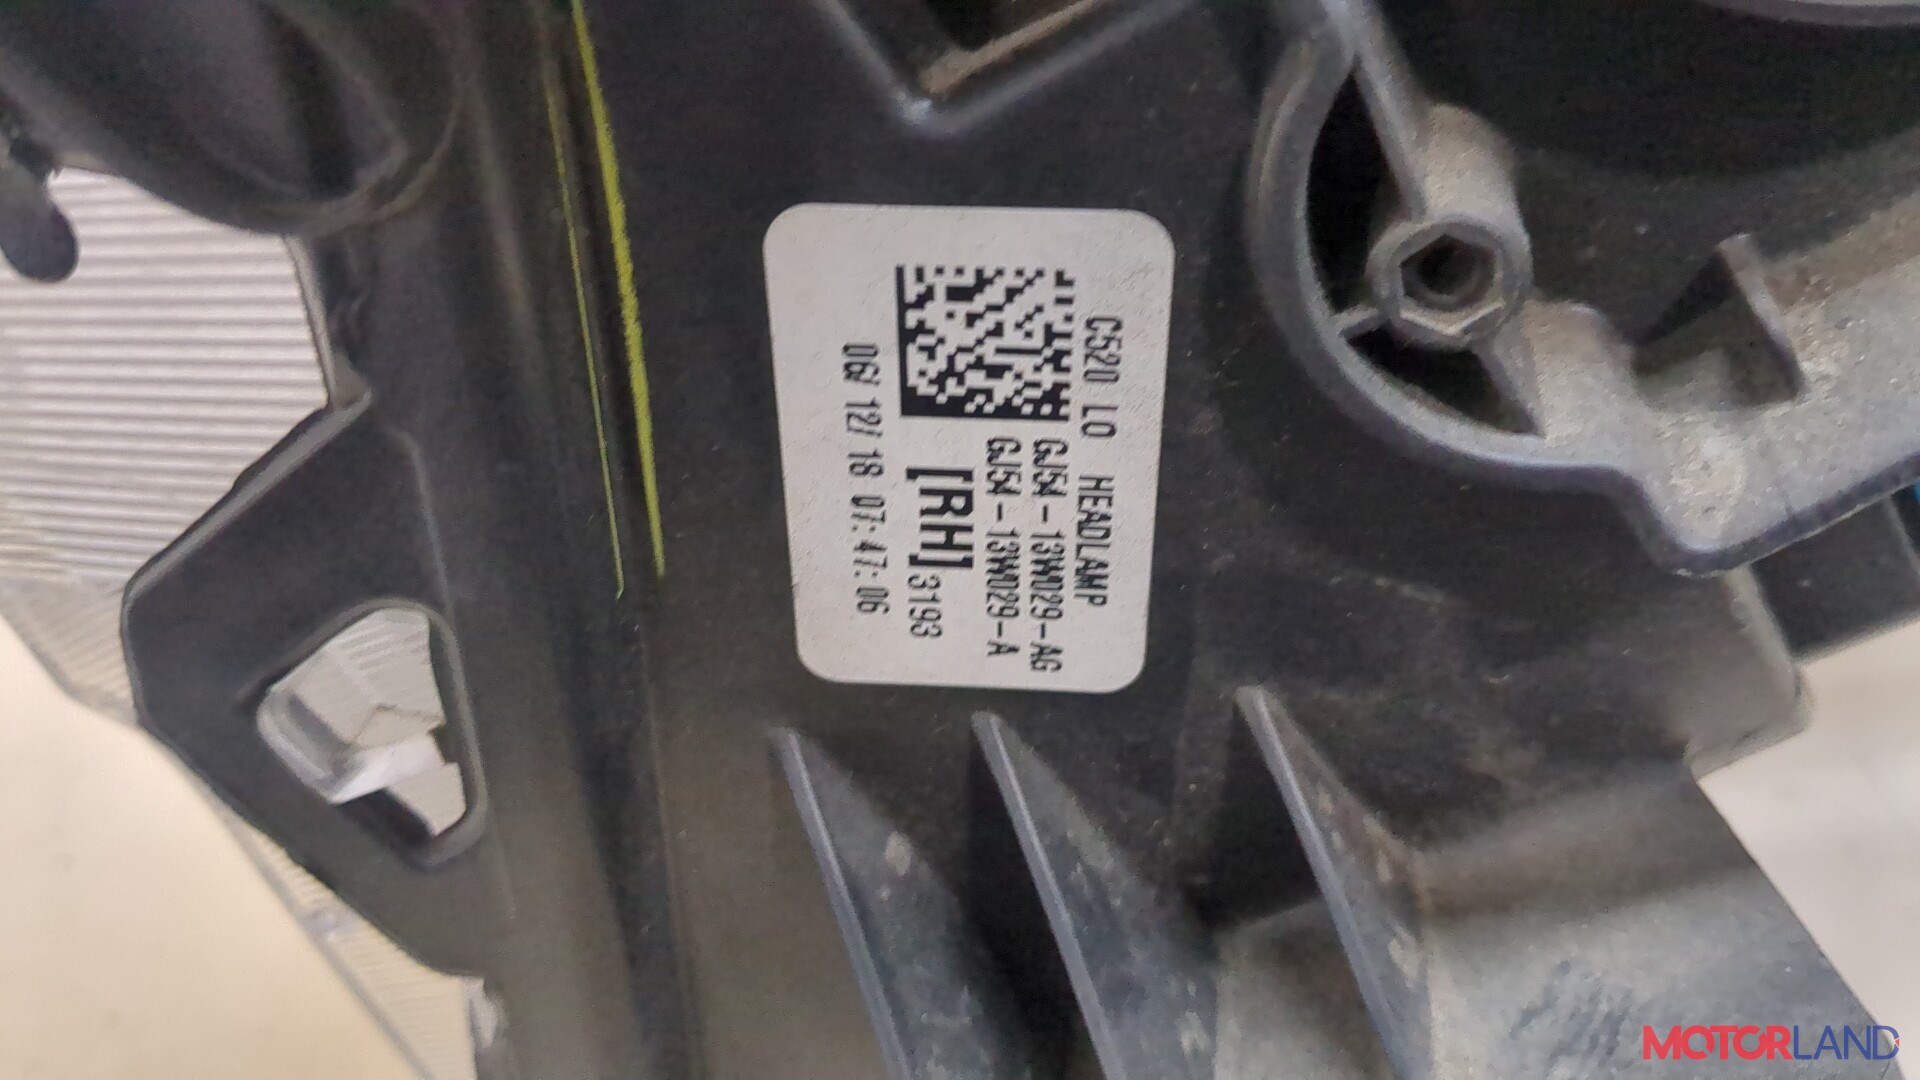 C520 LO HEADLAMP
GJ54-13W029-AG
GJ54-13W029-A
[RH] 3193
06/12/18 07:47:06
MOTORLAND